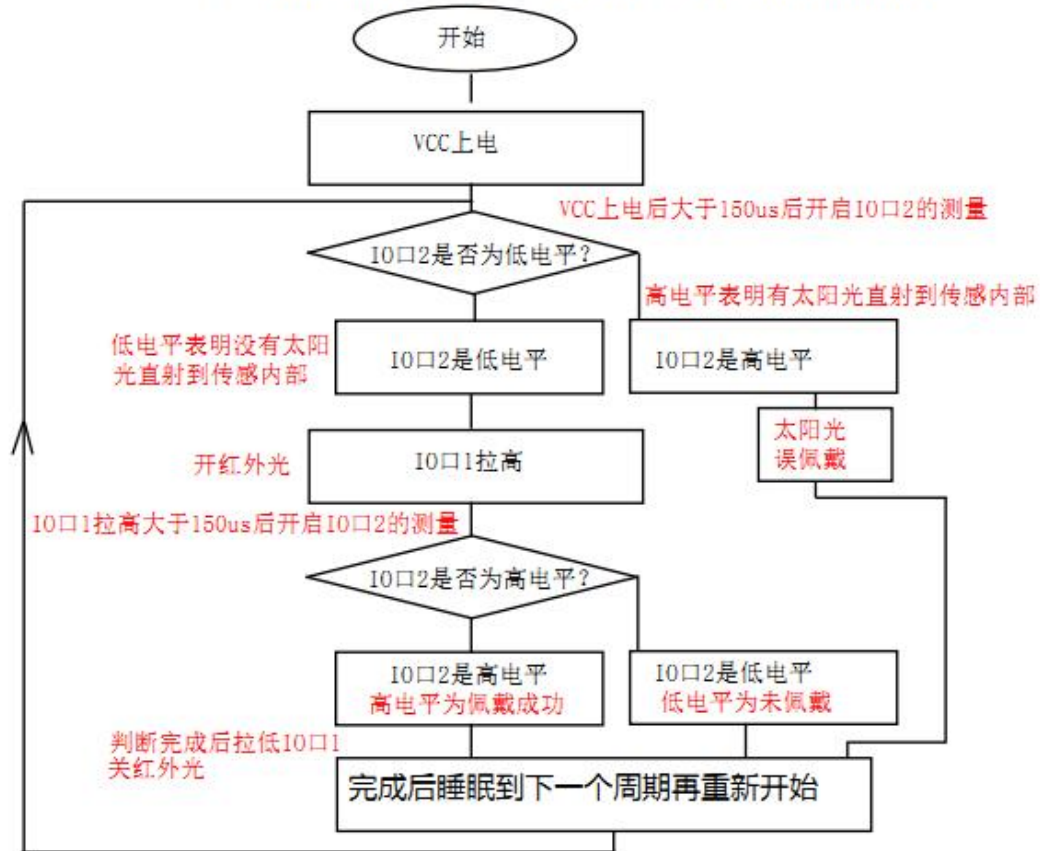 开始
VCC上电
VCC上电后大于150us后开启IO口2的测量
IO口2是否为低电平?
高电平表明有太阳光直射到传感内部
低电平表明没有太阳
光直射到传感内部
IO口2是低电平
IO口2是高电平
太阳光
误佩戴
开红外光
IO口1拉高
IO口1拉高大于150us后开启IO口2的测量
IO口2是否为高电平?
IO口2是高电平
高电平为佩戴成功
IO口2是低电平
低电平为未佩戴
判断完成后拉低IO口1
关红外光
完成后睡眠到下一个周期再重新开始